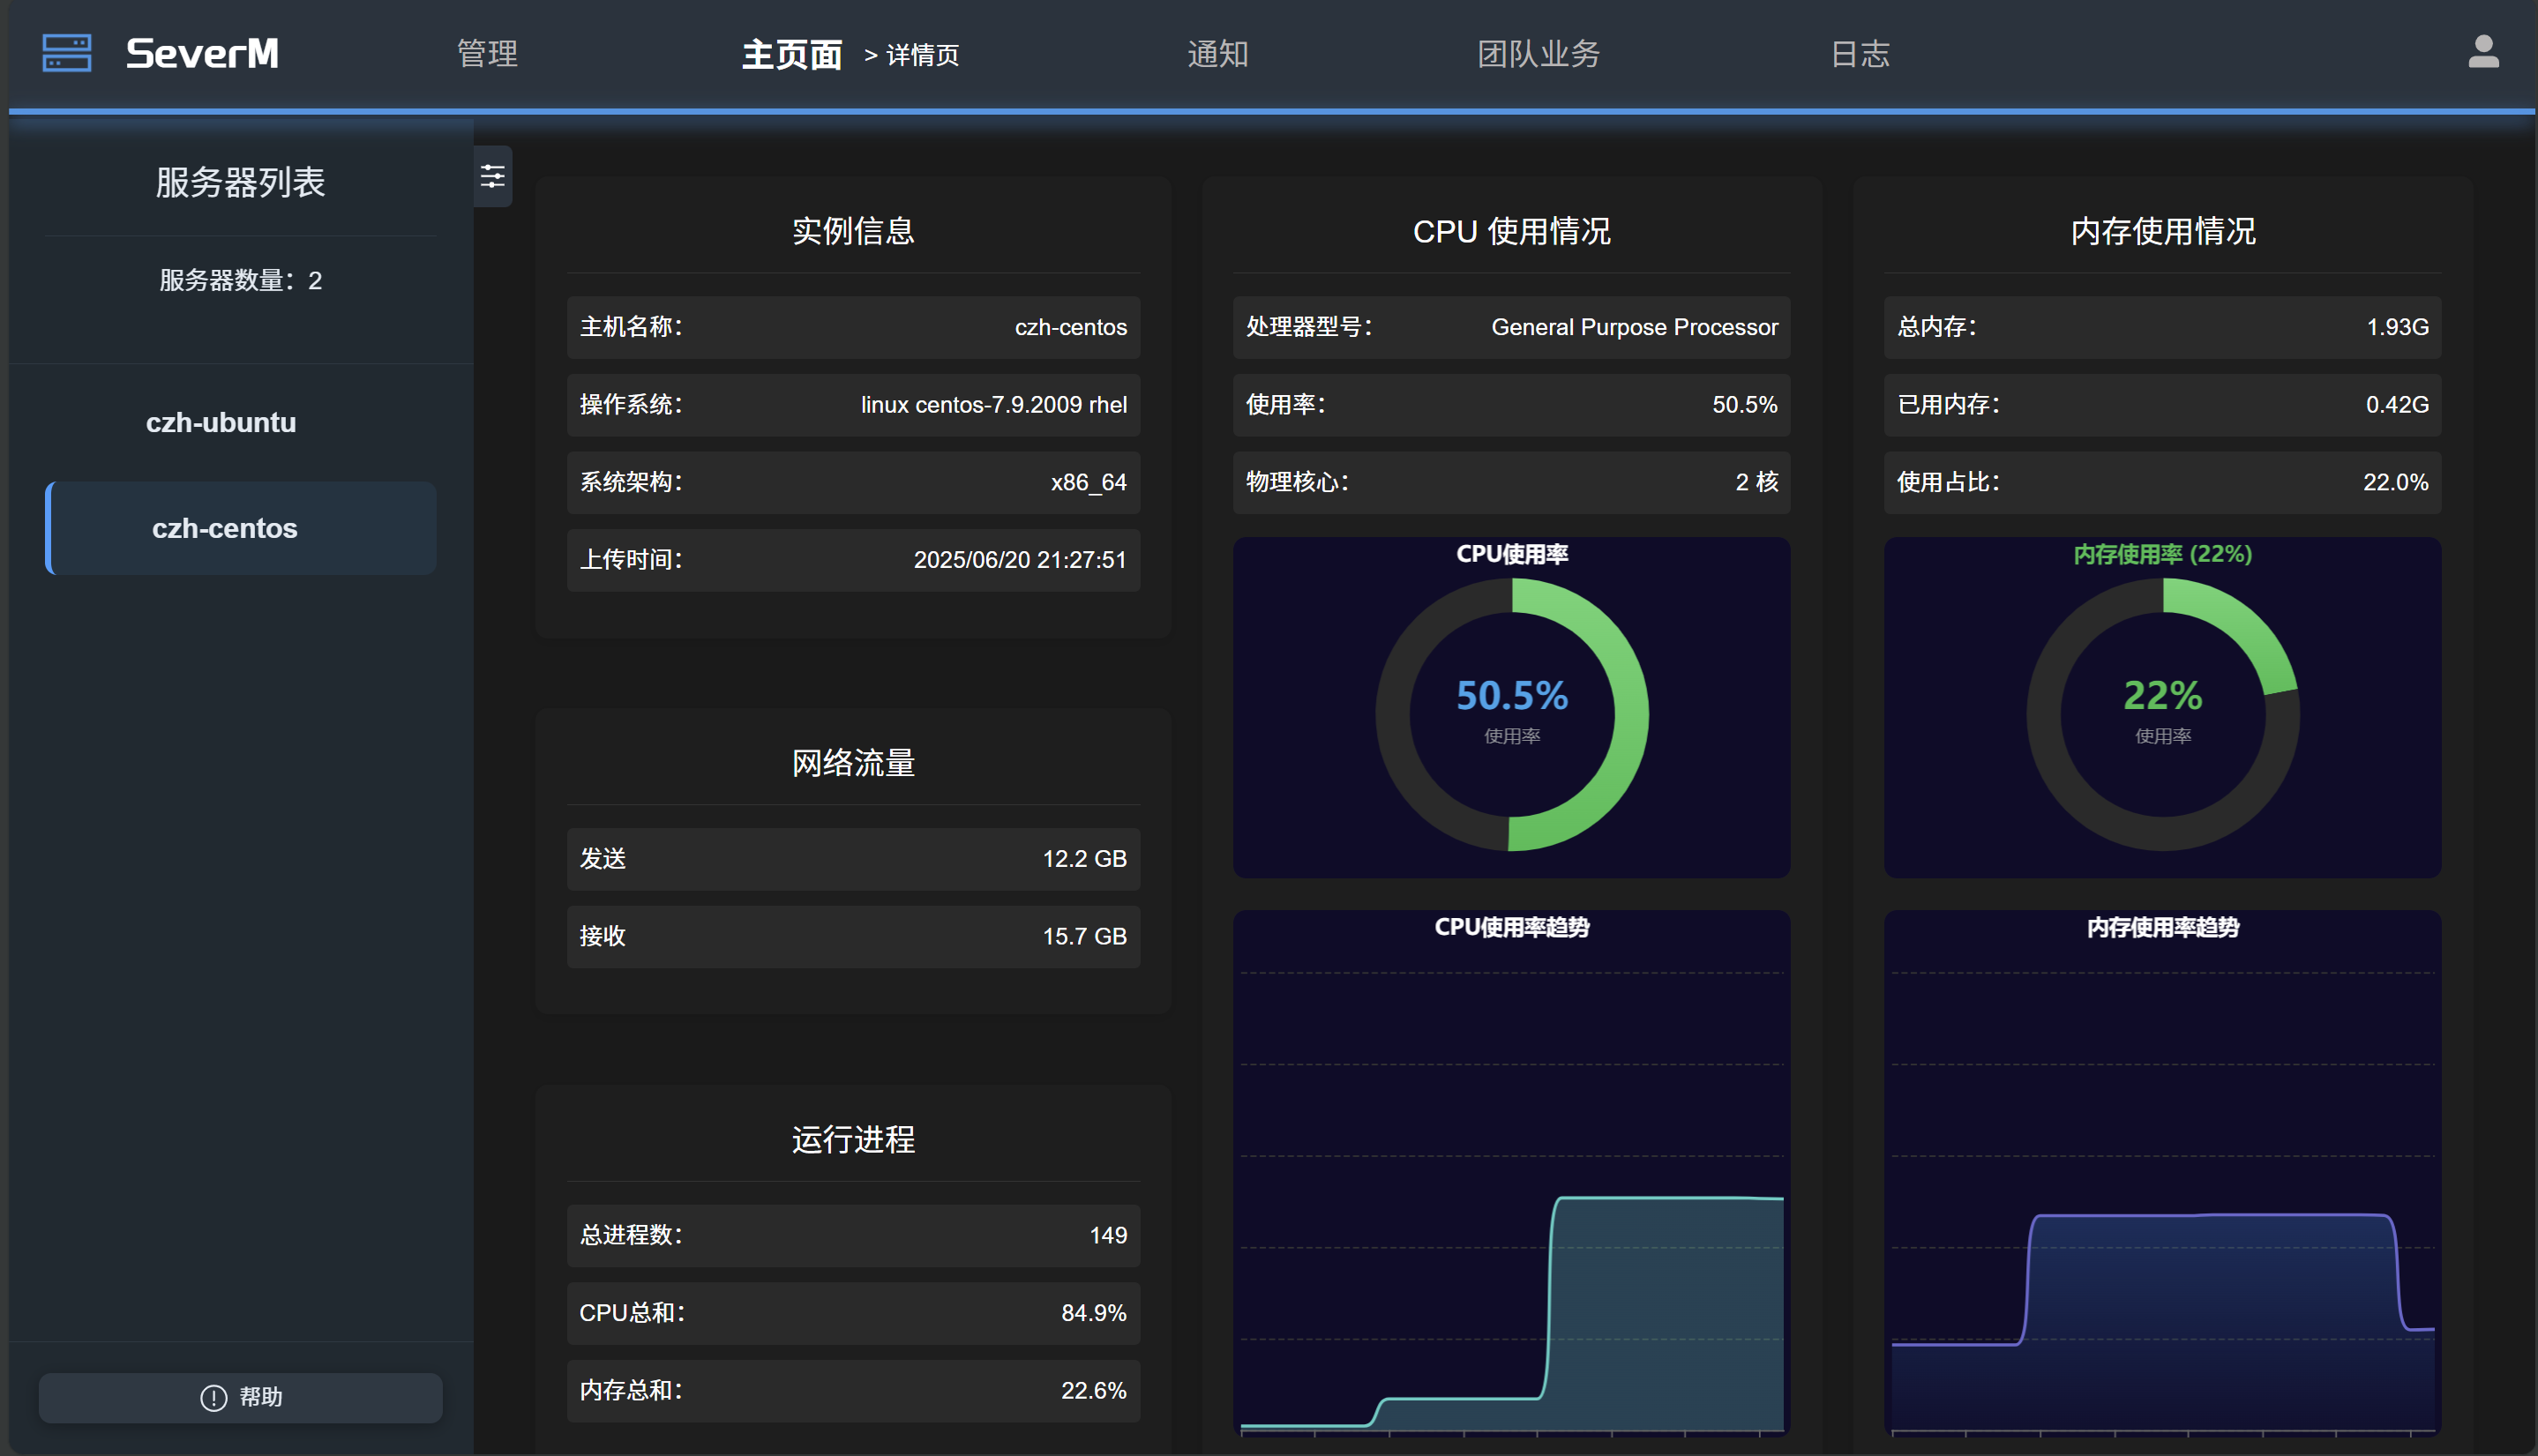 SeverM
管理
主页面 > 详情页
通知
团队业务
日志
服务器列表
服务器数量：2
czh-ubuntu
czh-centos
帮助
实例信息
主机名称： czh-centos
操作系统： linux centos-7.9.2009 rhel
系统架构： x86_64
上传时间： 2025/06/20 21:27:51
网络流量
发送 12.2 GB
接收 15.7 GB
运行进程
总进程数： 149
CPU总和： 84.9%
内存总和： 22.6%
CPU 使用情况
处理器型号： General Purpose Processor
使用率： 50.5%
物理核心： 2 核
CPU使用率
50.5%
使用率
CPU使用率趋势
内存使用情况
总内存： 1.93G
已用内存： 0.42G
使用占比： 22.0%
内存使用率 (22%)
22%
使用率
内存使用率趋势